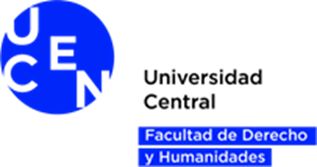 UCEN
Universidad
Central
Facultad de Derecho
y Humanidades